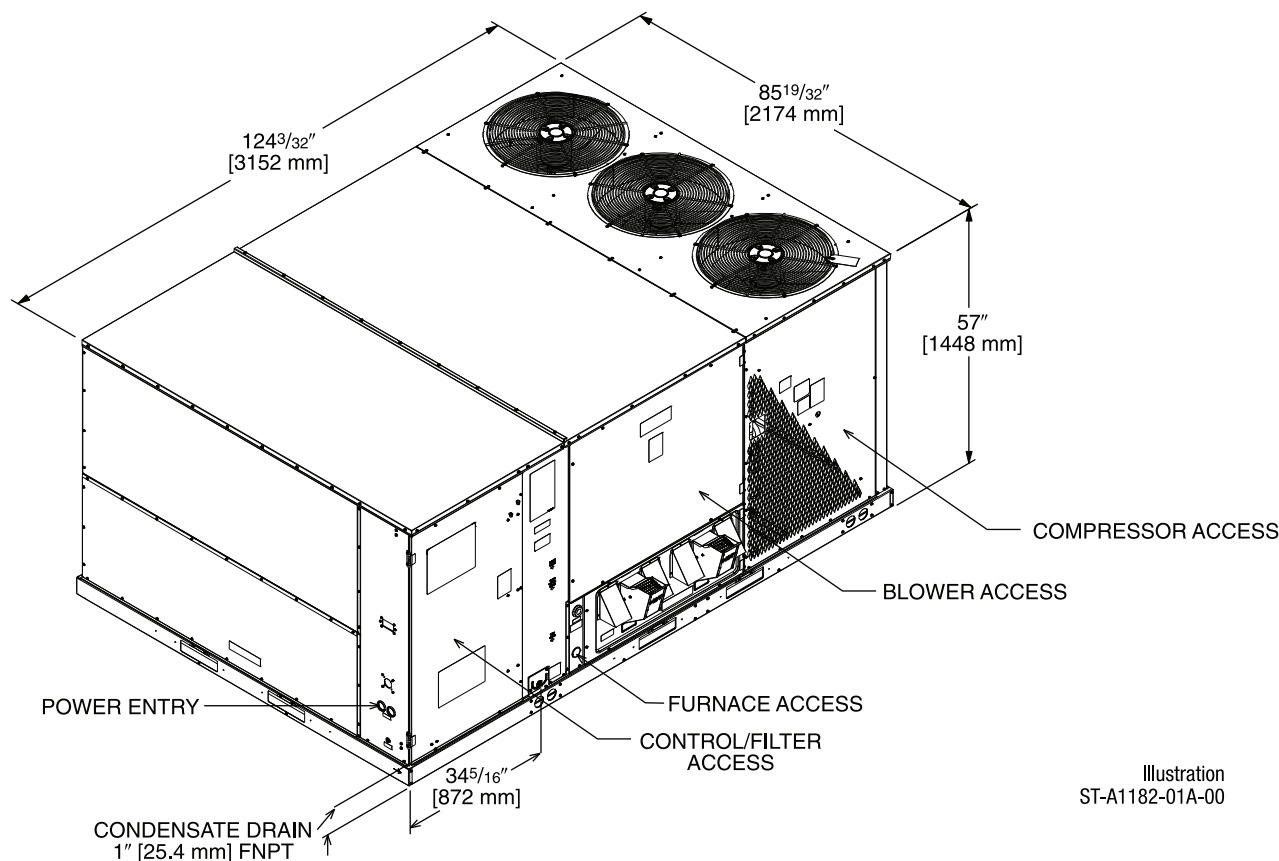 124 3/32"
[3152 mm]
85 19/32"
[2174 mm]
57"
[1448 mm]
COMPRESSOR ACCESS
BLOWER ACCESS
FURNACE ACCESS
CONTROL/FILTER
ACCESS
POWER ENTRY
34 5/16"
[872 mm]
CONDENSATE DRAIN
1" [25.4 mm] FNPT
Illustration
ST-A1182-01A-00